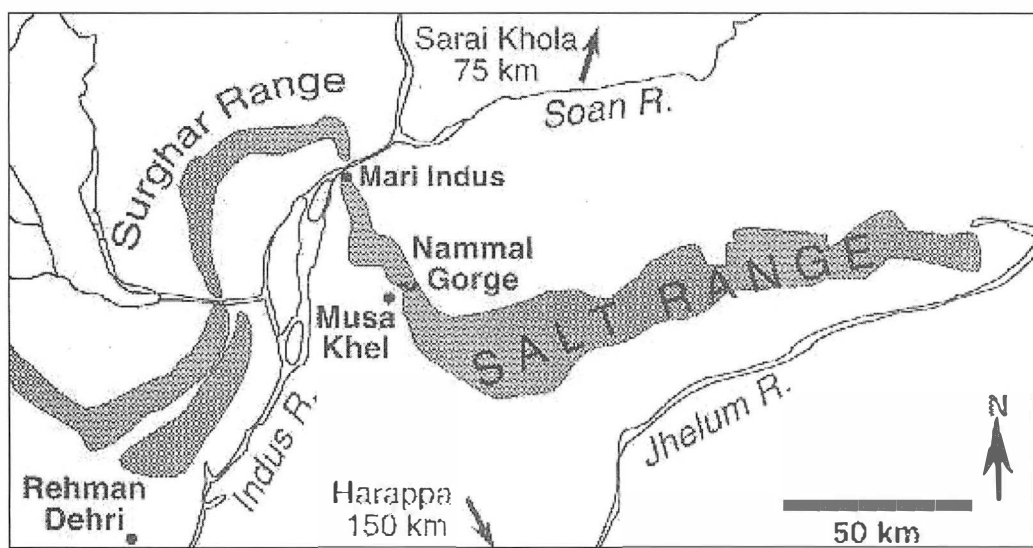 Sarai Khola
75 km
Soan R.
Surghar Range
Mari Indus
Nammal
Gorge
Musa
Khel
SALT RANGE
Jhelum R.
Indus R.
N
Rehman
Dehri
Harappa
150 km
50 km